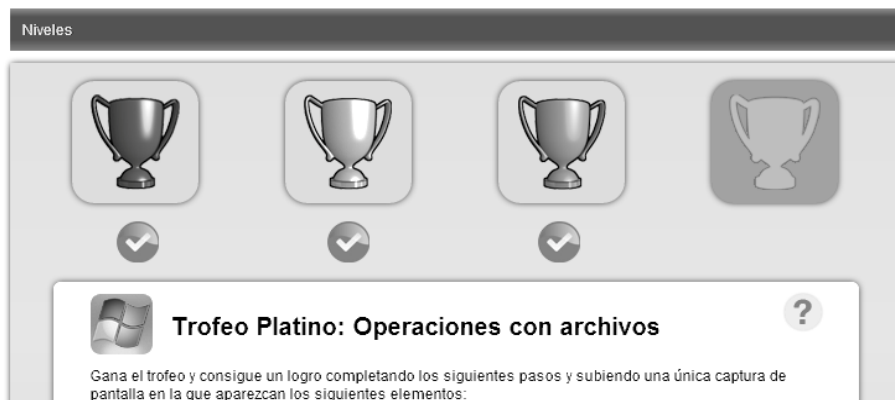 Niveles
?
Trofeo Platino: Operaciones con archivos
Gana el trofeo y consigue un logro completando los siguientes pasos y subiendo una única captura de
pantalla en la que aparezcan los siguientes elementos: